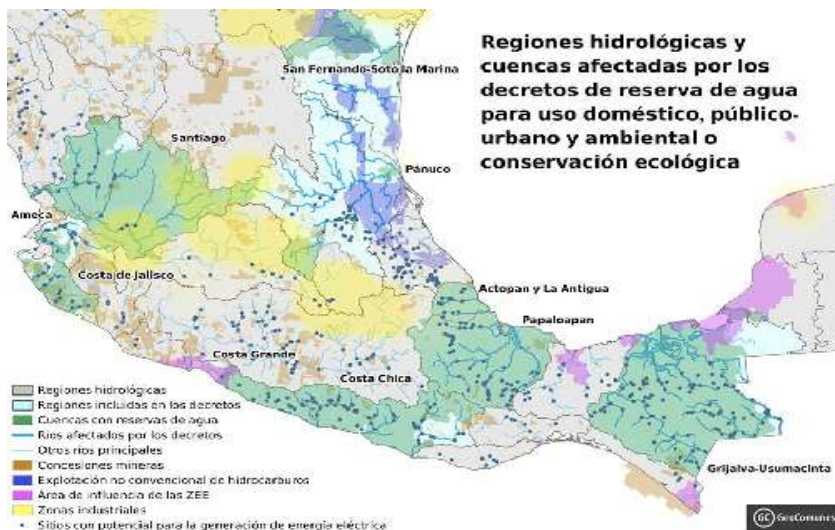 Regiones hidrológicas y
cuencas afectadas por los
decretos de reserva de agua
para uso doméstico, público-
urbano y ambiental o
conservación ecológica
San Fernando-Soto la Marina
Santiago
Pánuco
Ameca
Costa de Jalisco
Actopan y La Antigua
Papaloapan
Costa Grande
Costa Chica
Grijalva-Usumacinta
Regiones hidrológicas
Regiones incluidas en los decretos
Cuencas con reservas de agua
Ríos afectados por los decretos
Otros ríos principales
Concesiones mineras
Explotación no convencional de hidrocarburos
Área de influencia de las ZEE
Zonas industriales
Sitios con potencial para la generación de energía eléctrica
GC GeoComunes